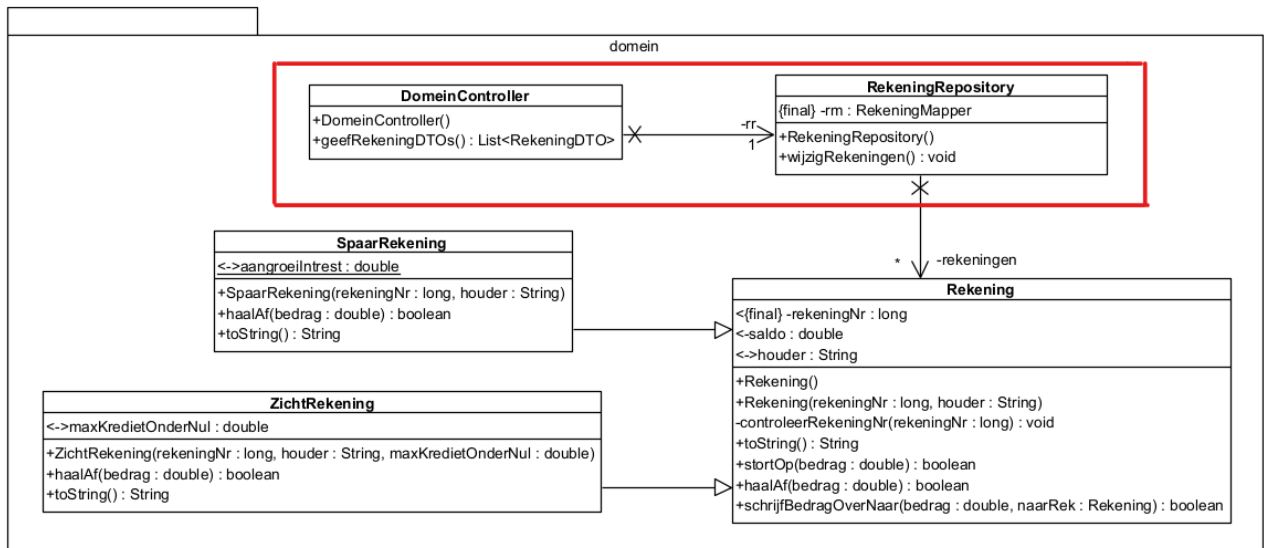 domein
DomeinController
+DomeinController()
+geefRekeningDTOs() : List<RekeningDTO>
-rr
1
RekeningRepository
{final} -rm : RekeningMapper
+RekeningRepository()
+wijzigRekeningen() : void
* -rekeningen
SpaarRekening
<->aangroeiIntrest : double
+SpaarRekening(rekeningNr : long, houder : String)
+haalAf(bedrag : double) : boolean
+toString() : String
ZichtRekening
<->maxKredietOnderNul : double
+ZichtRekening(rekeningNr : long, houder : String, maxKredietOnderNul : double)
+haalAf(bedrag : double) : boolean
+toString() : String
Rekening
<{final} -rekeningNr : long
<-saldo : double
<->houder : String
+Rekening()
+Rekening(rekeningNr : long, houder : String)
-controleerRekeningNr(rekeningNr : long) : void
+toString() : String
+stortOp(bedrag : double) : boolean
+haalAf(bedrag : double) : boolean
+schrijfBedragOverNaar(bedrag : double, naarRek : Rekening) : boolean